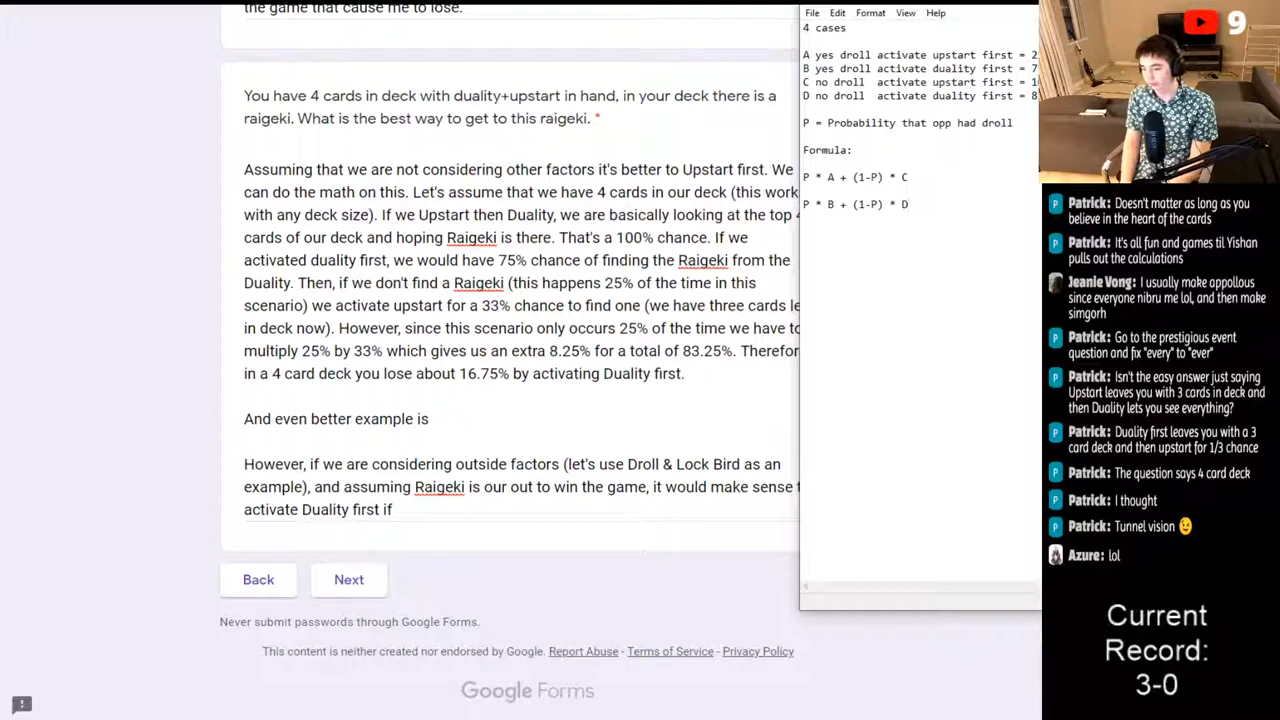 the game that cause me to lose.
You have 4 cards in deck with duality+upstart in hand, in your deck there is a
raigeki. What is the best way to get to this raigeki. *
Assuming that we are not considering other factors it's better to Upstart first. We
can do the math on this. Let's assume that we have 4 cards in our deck (this work
with any deck size). If we Upstart then Duality, we are basically looking at the top 4
cards of our deck and hoping Raigeki is there. That's a 100% chance. If we
activated duality first, we would have 75% chance of finding the Raigeki from the
Duality. Then, if we don't find a Raigeki (this happens 25% of the time in this
scenario) we activate upstart for a 33% chance to find one (we have three cards le
in deck now). However, since this scenario only occurs 25% of the time we have to
multiply 25% by 33% which gives us an extra 8.25% for a total of 83.25%. Therefor
in a 4 card deck you lose about 16.75% by activating Duality first.
And even better example is
However, if we are considering outside factors (let's use Droll & Lock Bird as an
example), and assuming Raigeki is our out to win the game, it would make sense t
activate Duality first if
Back
Next
Never submit passwords through Google Forms.
This content is neither created nor endorsed by Google. Report Abuse - Terms of Service - Privacy Policy
Google Forms
File Edit Format View Help
4 cases
A yes droll activate upstart first = 2
B yes droll activate duality first = 7
C no droll activate upstart first = 1
D no droll activate duality first = 8
P = Probability that opp had droll
Formula:
P * A + (1-P) * C
P * B + (1-P) * D
9
Patrick: Doesn't matter as long as you
believe in the heart of the cards
Patrick: It's all fun and games til Yishan
pulls out the calculations
Jeanie Vong: I usually make appollous
since everyone nibru me lol, and then make
simgorh
Patrick: Go to the prestigious event
question and fix "every" to "ever"
Patrick: Isn't the easy answer just saying
Upstart leaves you with 3 cards in deck and
then Duality lets you see everything?
Patrick: Duality first leaves you with a 3
card deck and then upstart for 1/3 chance
Patrick: The question says 4 card deck
Patrick: I thought
Patrick: Tunnel vision 😉
Azure: lol
Current
Record:
3-0